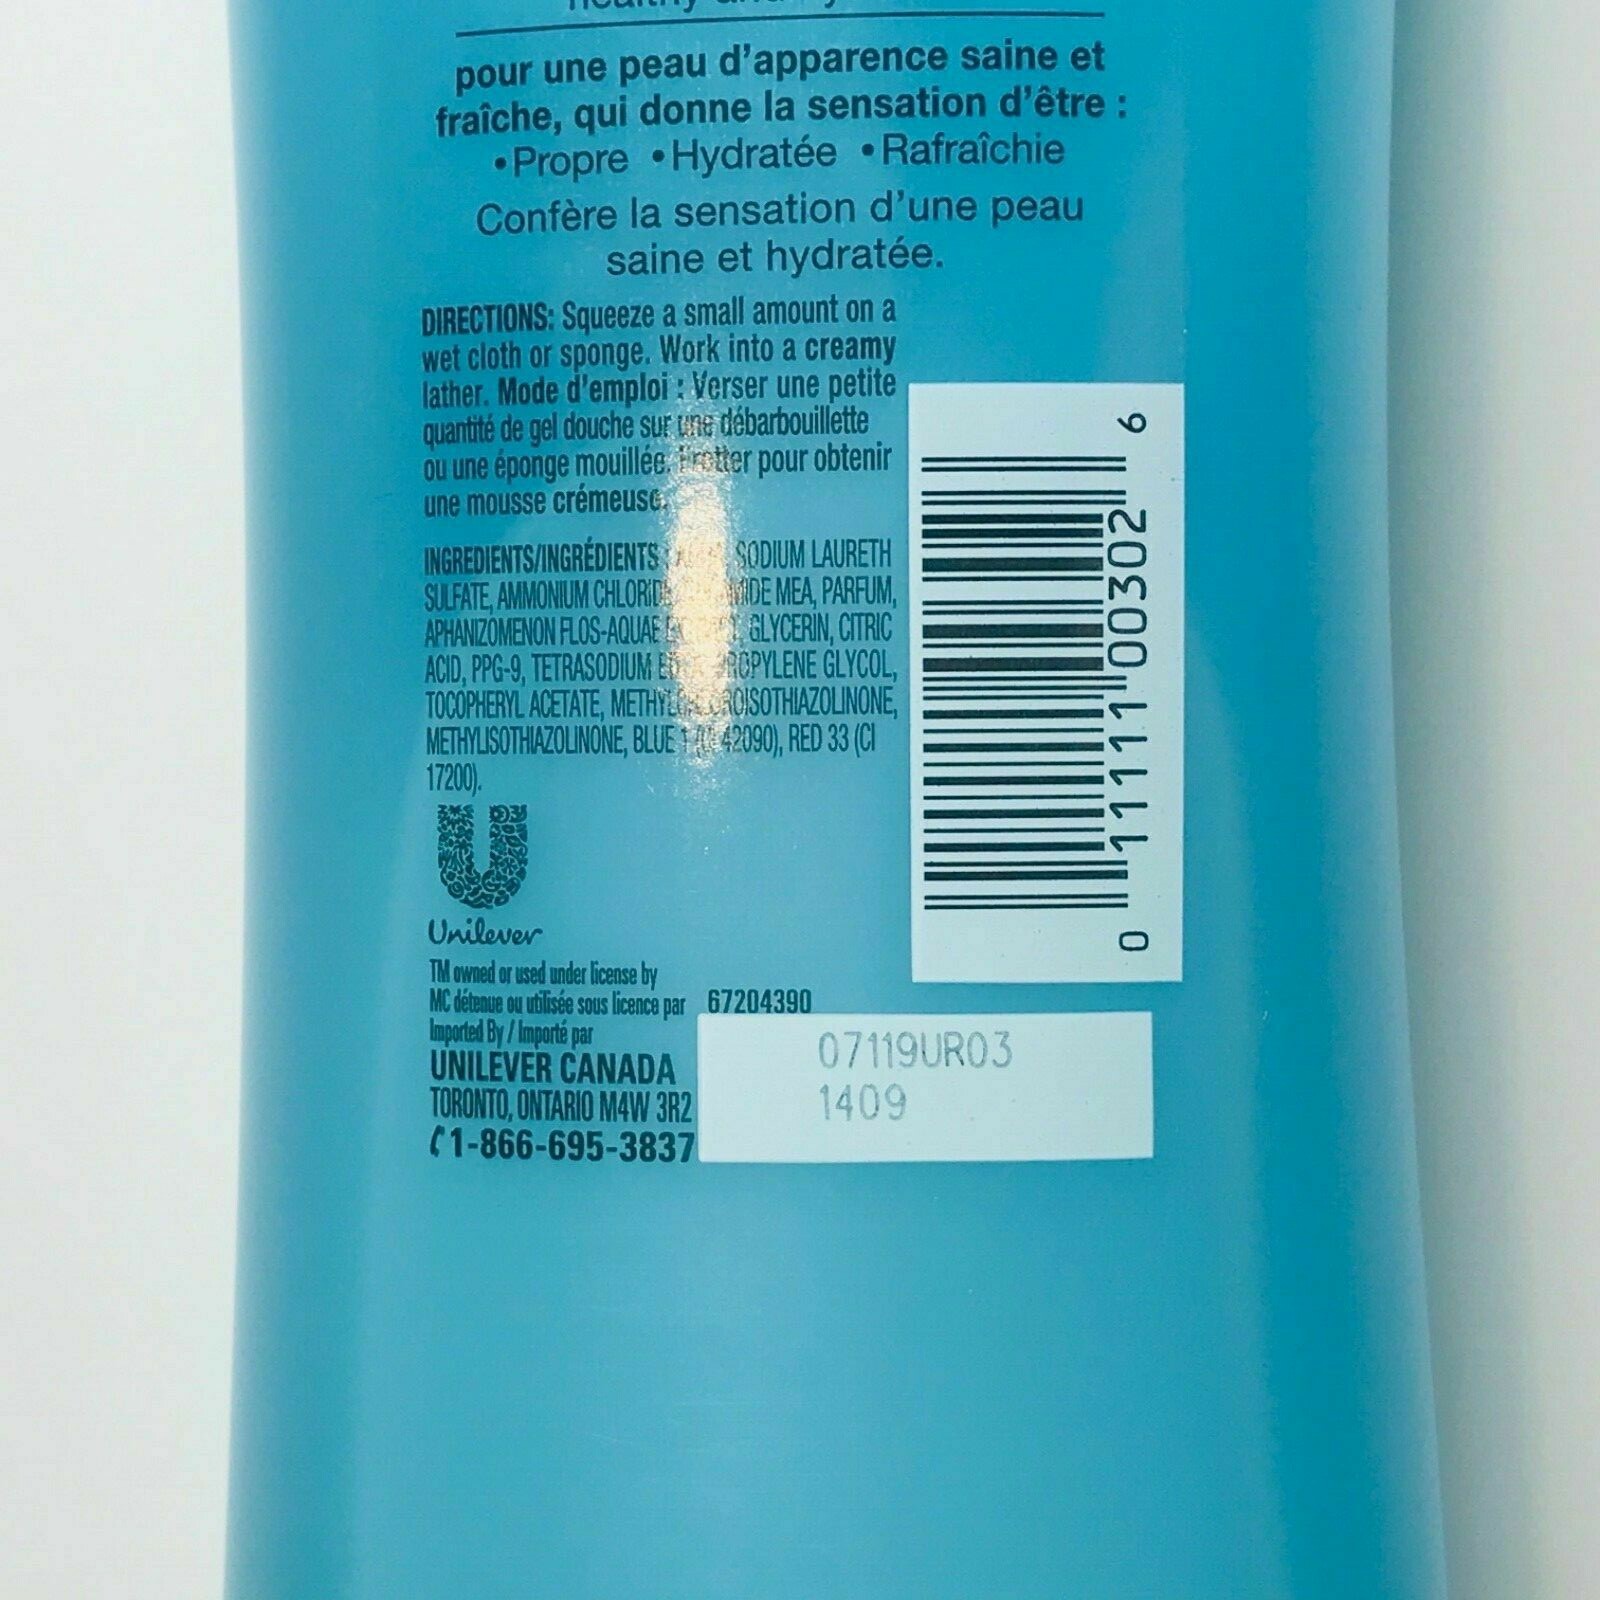 pour une peau d'apparence saine et
fraîche, qui donne la sensation d'être :
•Propre •Hydratée •Rafraîchie
Confère la sensation d'une peau
saine et hydratée.
DIRECTIONS: Squeeze a small amount on a
wet cloth or sponge. Work into a creamy
lather. Mode d'emploi : Verser une petite
quantité de gel douche sur une débarbouillette
ou une éponge mouillée. Frotter pour obtenir
une mousse crémeuse.
INGREDIENTS/INGRÉDIENTS SODIUM LAURETH
SULFATE, AMMONIUM MEA, PARFUM,
APHANIZOMENON FLOS-AQUAE GLYCERIN, CITRIC
ACID, PPG-9, TETRASODIUM PROPYLENE GLYCOL,
TOCOPHERYL ACETATE, METHYLCHLOROISOTHIAZOLINONE,
METHYLISOTHIAZOLINONE, BLUE 1 (CI 42090), RED 33 (CI
17200).
Unilever
TM owned or used under license by
MC détenue ou utilisée sous licence par 67204390
Imported By / Importé par
UNILEVER CANADA
TORONTO, ONTARIO M4W 3R2
1-866-695-3837
07119UR03
1409
0 11111 00302 6